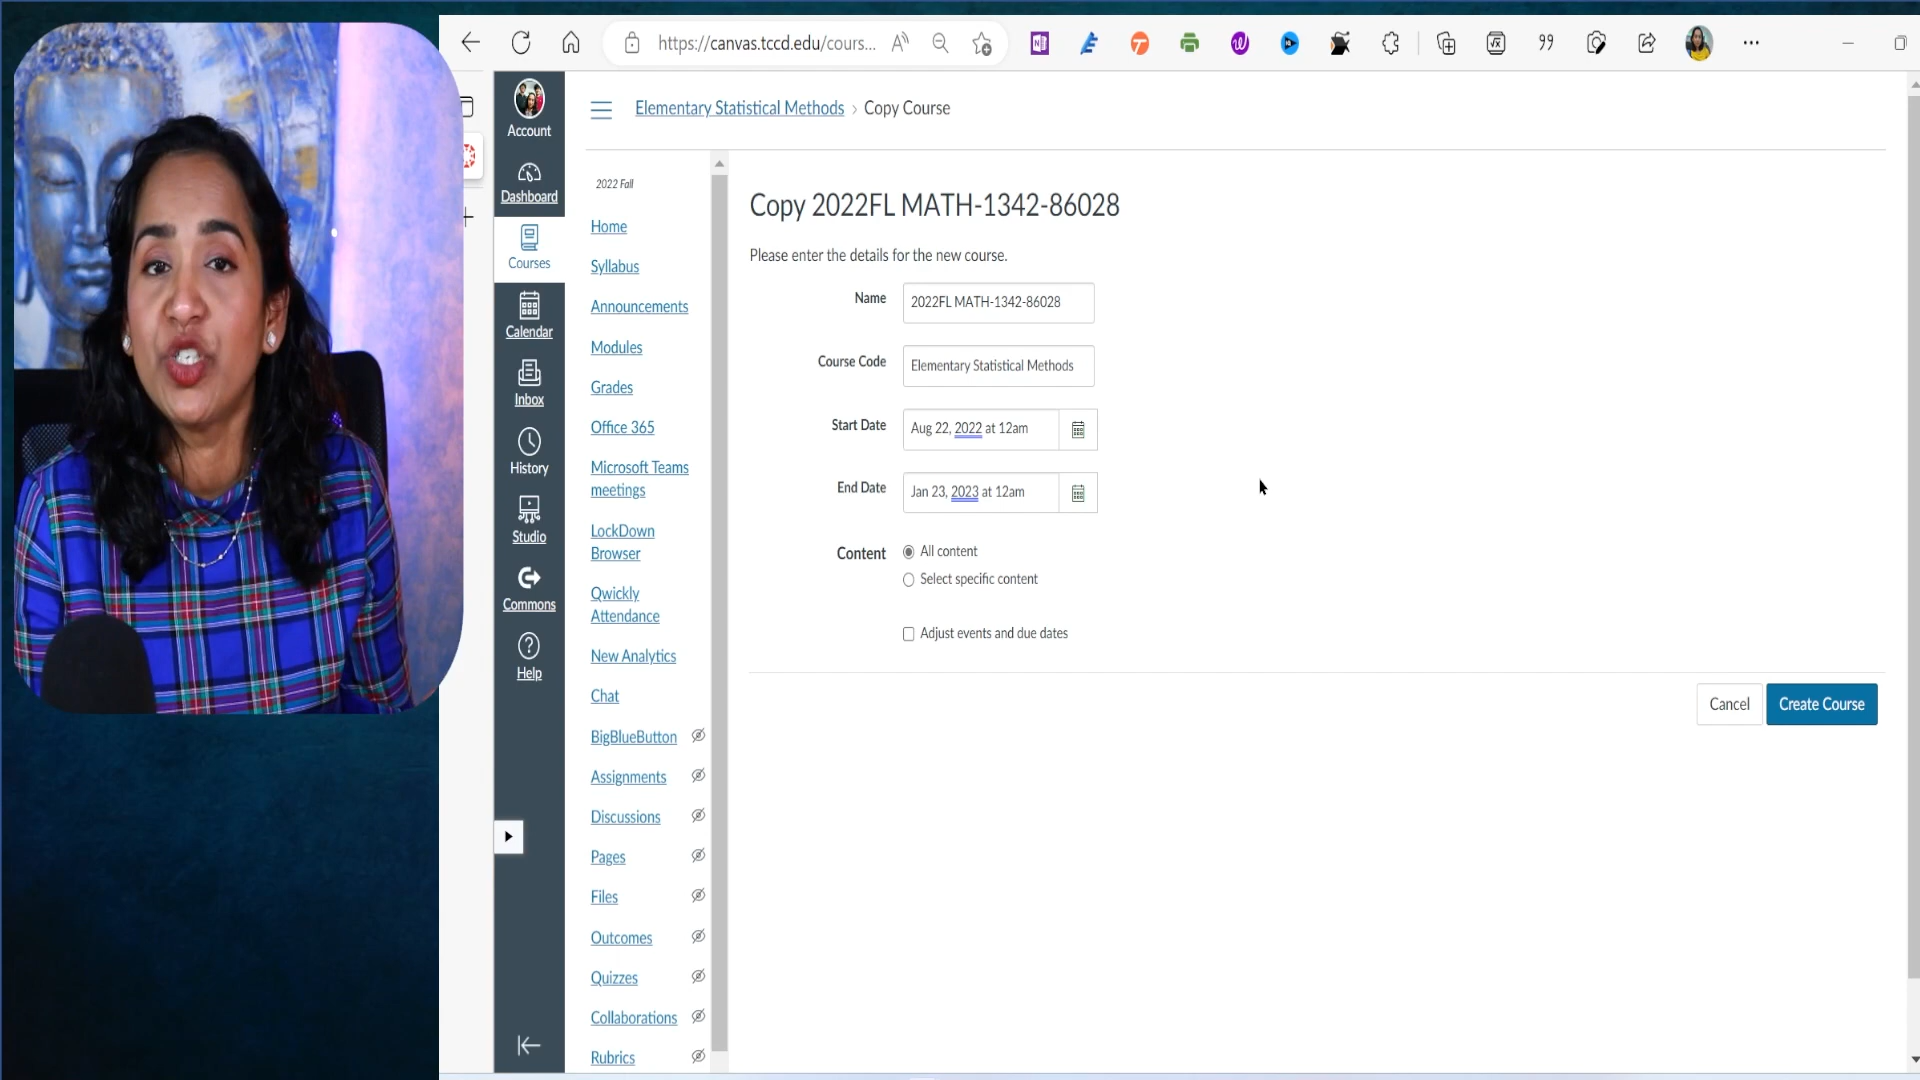 https://canvas.tccd.edu/cours...
Account
Dashboard
Courses
Calendar
Inbox
History
Studio
Commons
Help
Elementary Statistical Methods › Copy Course
2022 Fall
Home
Syllabus
Announcements
Modules
Grades
Office 365
Microsoft Teams
meetings
LockDown
Browser
Qwickly
Attendance
New Analytics
Chat
BigBlueButton
Assignments
Discussions
Pages
Files
Outcomes
Quizzes
Collaborations
Rubrics
Copy 2022FL MATH-1342-86028
Please enter the details for the new course.
Name 2022FL MATH-1342-86028
Course Code Elementary Statistical Methods
Start Date Aug 22, 2022 at 12am
End Date Jan 23, 2023 at 12am
Content All content
Select specific content
Adjust events and due dates
Cancel Create Course